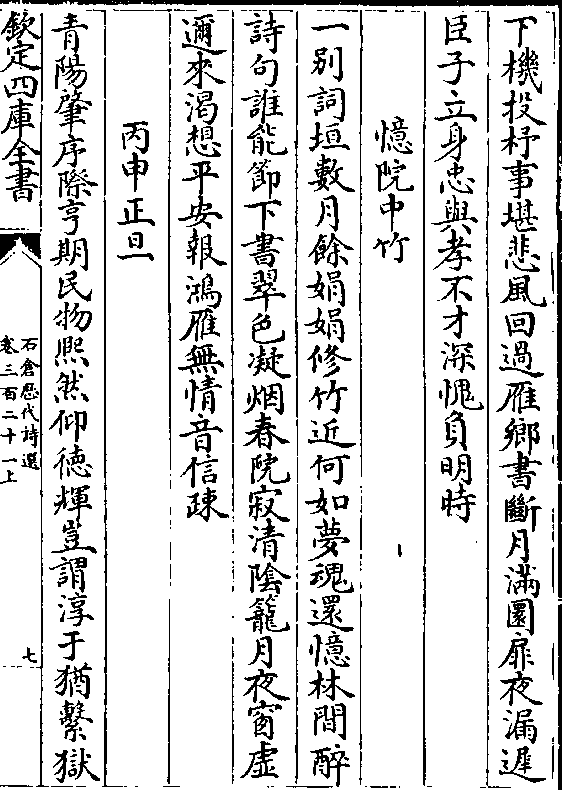 下機投杼事堪悲風回過雁鄉書斷月滿圜扉夜漏遲
臣子立身忠與孝不才深愧負明時
憶院中竹
一别詞垣數月餘娟娟修竹近何如夢魂還憶林間醉
詩句誰能節下書翠色凝烟春院寂清陰籠月夜窗虛
邇來渴想平安報鴻雁無情音信疎
丙申正旦
青陽肇序際亨期民物熙然仰德輝豈謂淳于猶繫獄
欽定四庫全書
石倉歷代詩選
卷三百二十一上
七